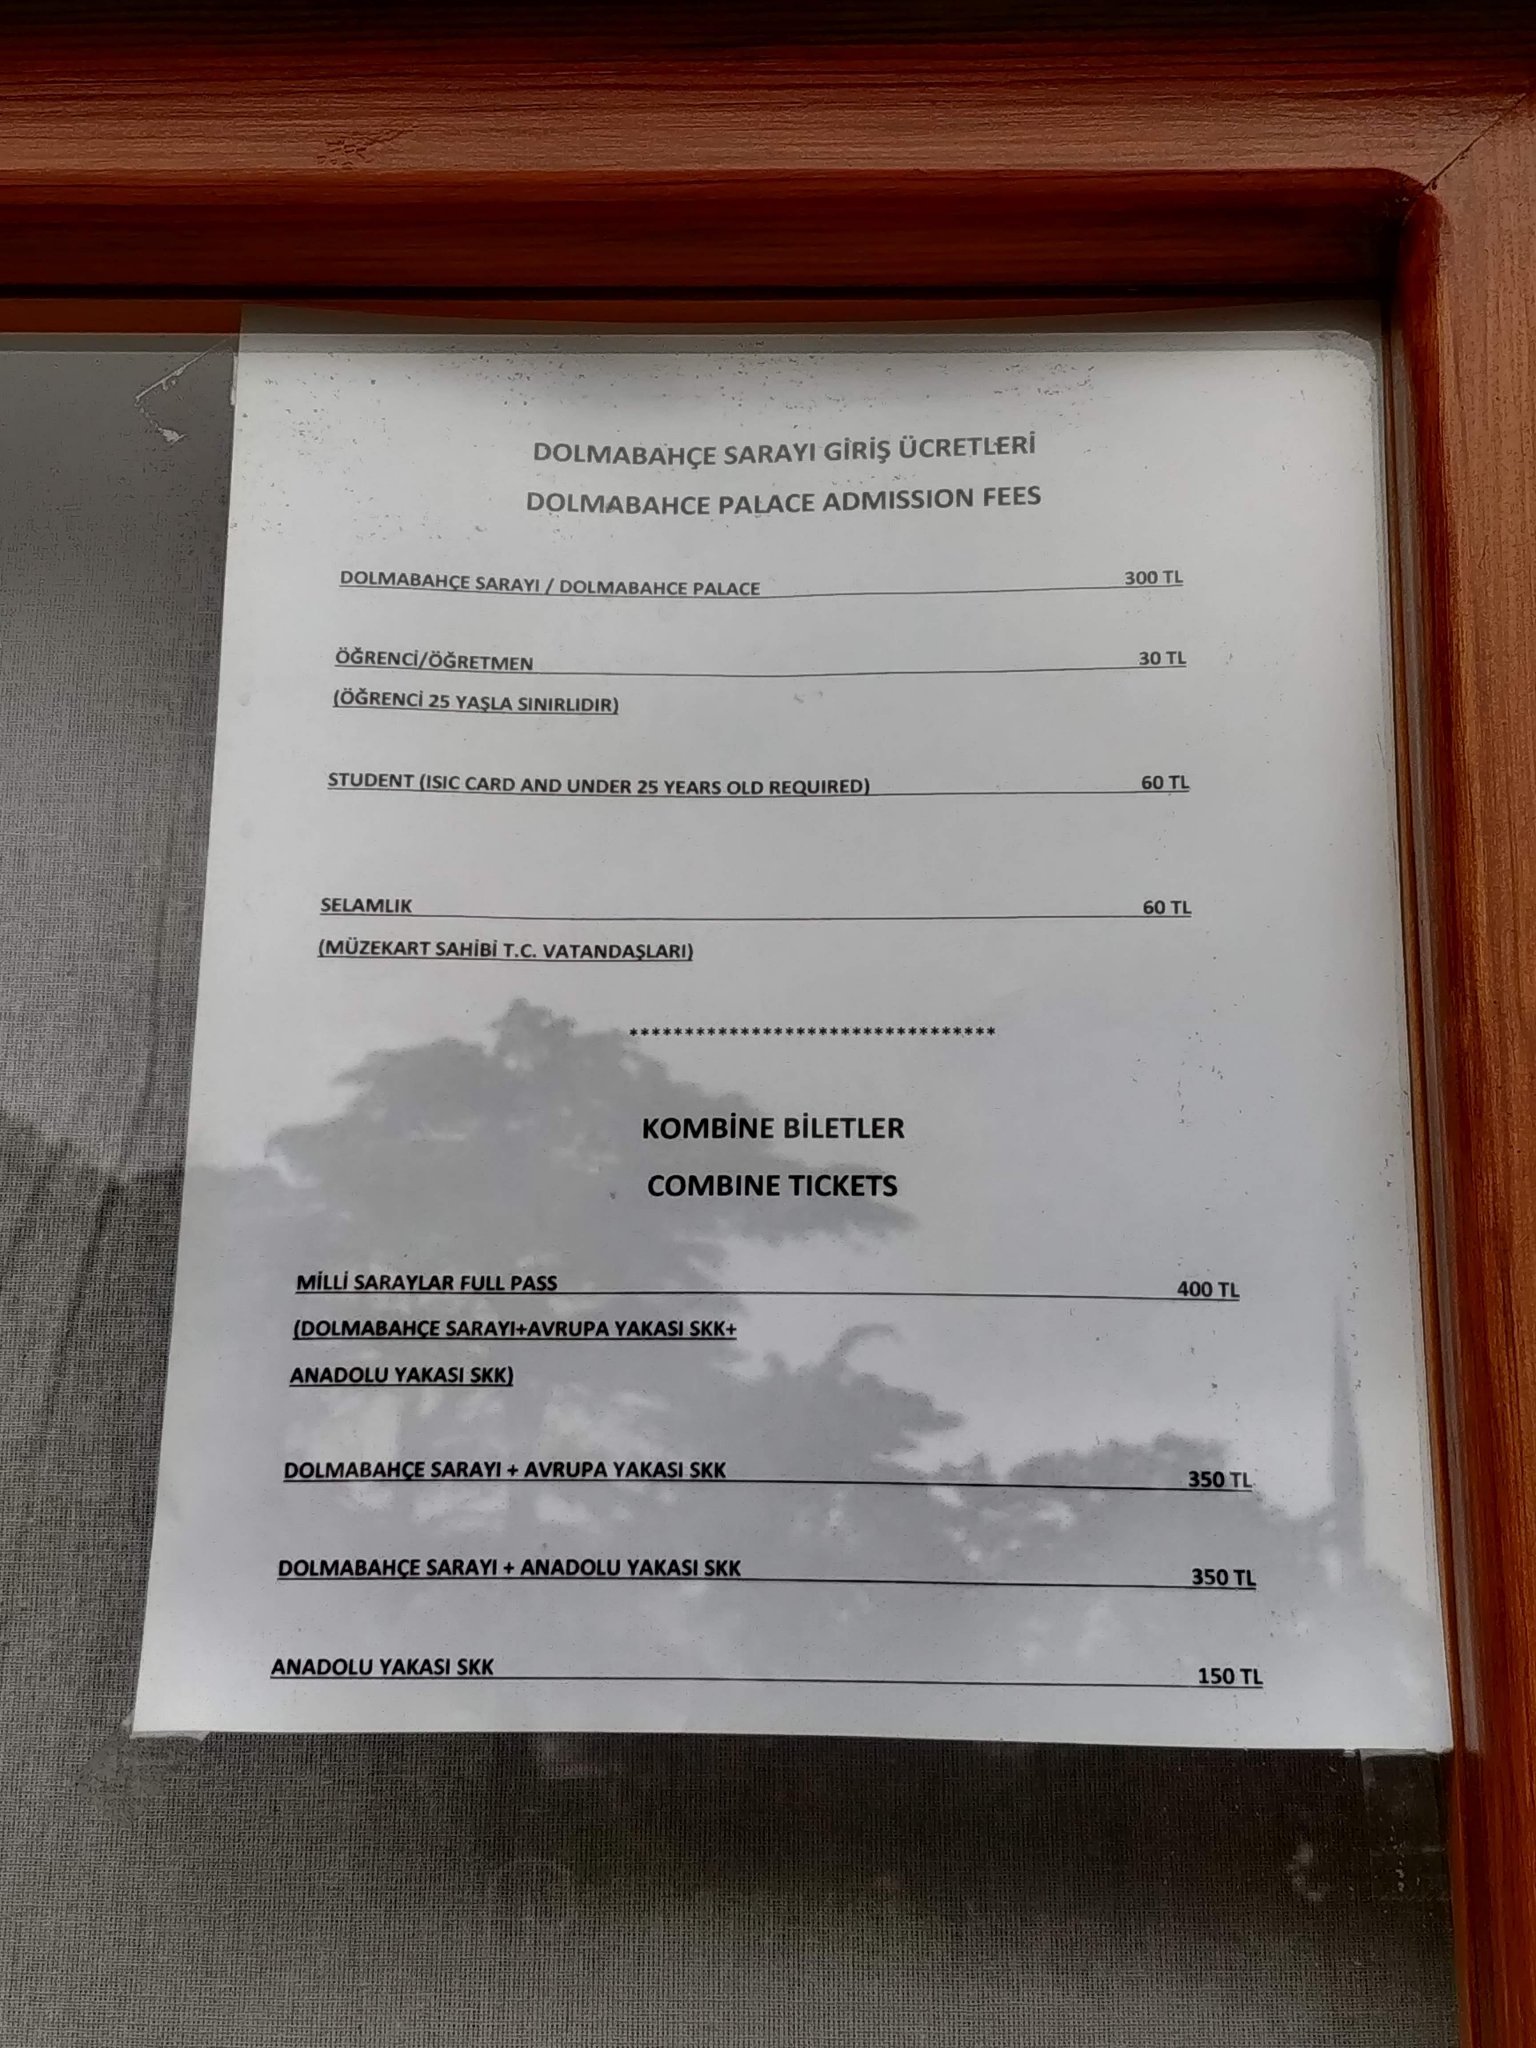 DOLMABAHÇE SARAYI GİRİŞ ÜCRETLERİ
DOLMABAHCE PALACE ADMISSION FEES
DOLMABAHÇE SARAYI / DOLMABAHCE PALACE 300 TL
ÖĞRENCİ/ÖĞRETMEN 30 TL
(ÖĞRENCİ 25 YAŞLA SINIRLIDIR)
STUDENT (ISIC CARD AND UNDER 25 YEARS OLD REQUIRED) 60 TL
SELAMLIK 60 TL
(MÜZEKART SAHİBİ T.C. VATANDAŞLARI)
*********************************
KOMBİNE BİLETLER
COMBINE TICKETS
MİLLİ SARAYLAR FULL PASS 400 TL
(DOLMABAHÇE SARAYI+AVRUPA YAKASI SKK+
ANADOLU YAKASI SKK)
DOLMABAHÇE SARAYI + AVRUPA YAKASI SKK 350 TL
DOLMABAHÇE SARAYI + ANADOLU YAKASI SKK 350 TL
ANADOLU YAKASI SKK 150 TL